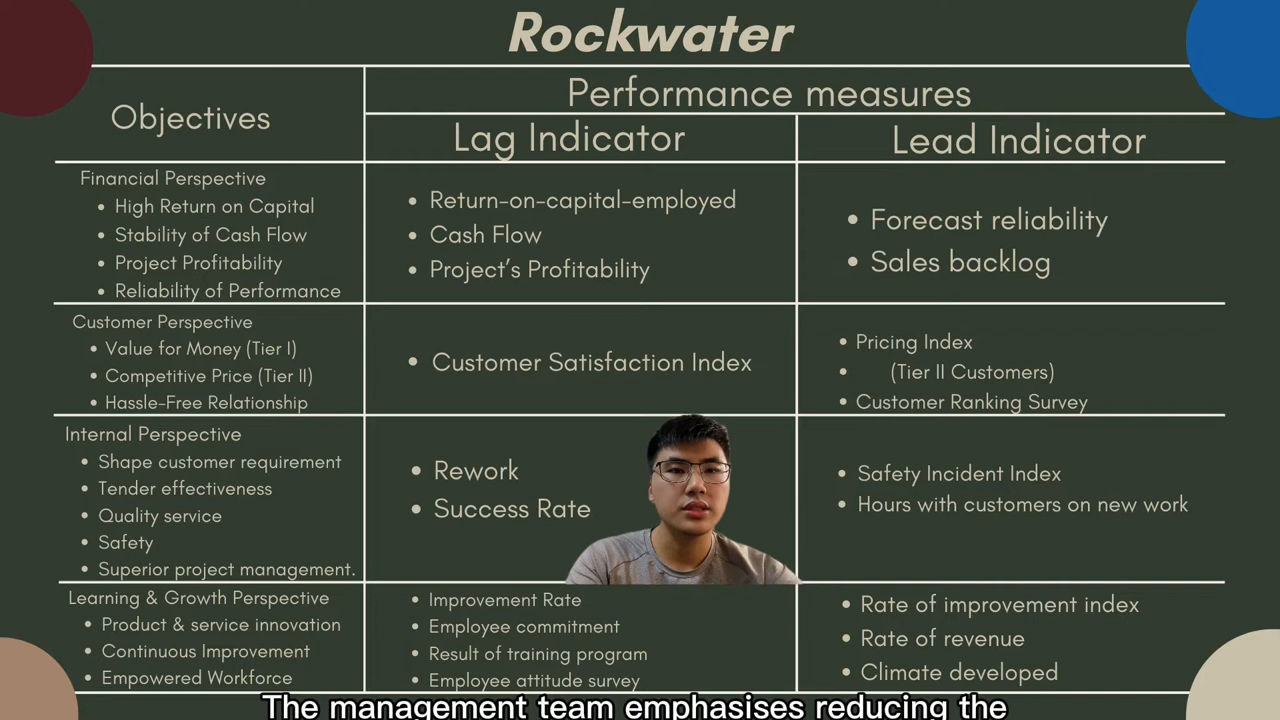 Rockwater
Objectives
Performance measures
Lag Indicator
Lead Indicator
Financial Perspective
• High Return on Capital
• Stability of Cash Flow
• Project Profitability
• Reliability of Performance
• Return-on-capital-employed
• Cash Flow
• Project’s Profitability
• Forecast reliability
• Sales backlog
Customer Perspective
• Value for Money (Tier I)
• Competitive Price (Tier II)
• Hassle-Free Relationship
• Customer Satisfaction Index
• Pricing Index
• (Tier II Customers)
• Customer Ranking Survey
Internal Perspective
• Shape customer requirement
• Tender effectiveness
• Quality service
• Safety
• Superior project management.
• Rework
• Success Rate
• Safety Incident Index
• Hours with customers on new work
Learning & Growth Perspective
• Product & service innovation
• Continuous Improvement
• Empowered Workforce
• Improvement Rate
• Employee commitment
• Result of training program
• Employee attitude survey
• Rate of improvement index
• Rate of revenue
• Climate developed
The management team emphasises reducing the